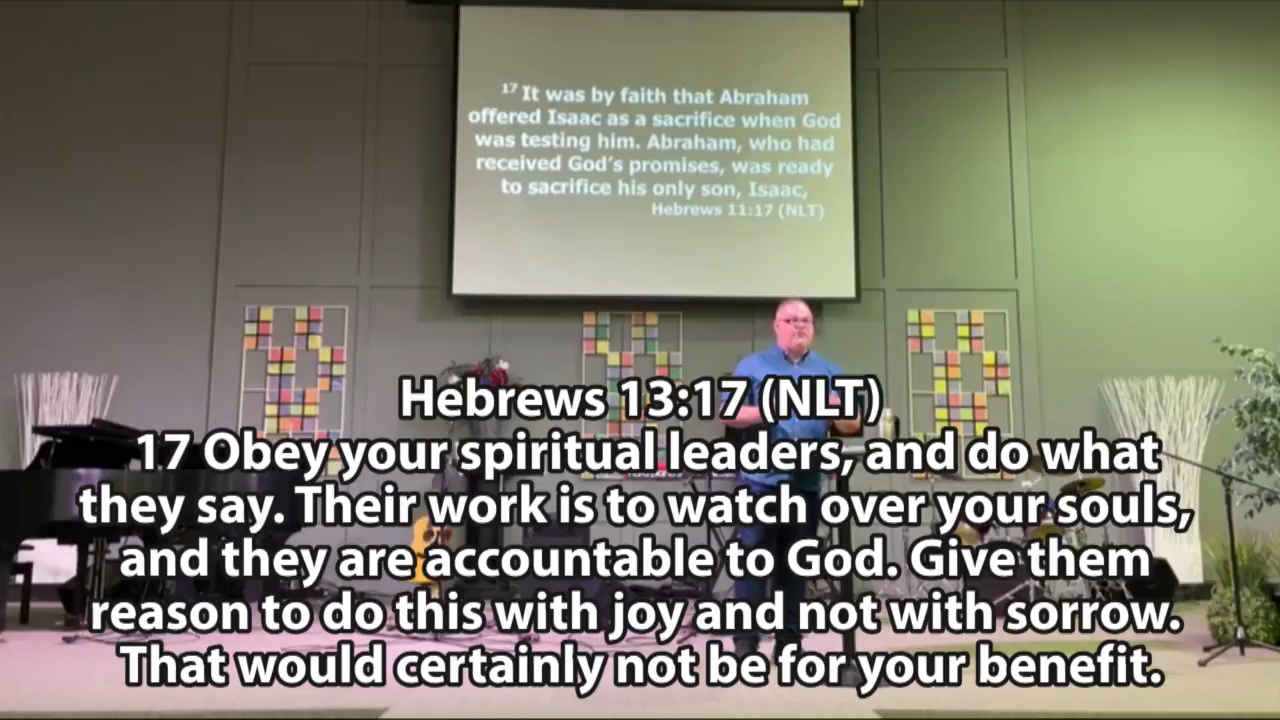 17 It was by faith that Abraham
offered Isaac as a sacrifice when God
was testing him. Abraham, who had
received God's promises, was ready
to sacrifice his only son, Isaac,
Hebrews 11:17 (NLT)
Hebrews 13:17 (NLT)
17 Obey your spiritual leaders, and do what
they say. Their work is to watch over your souls,
and they are accountable to God. Give them
reason to do this with joy and not with sorrow.
That would certainly not be for your benefit.